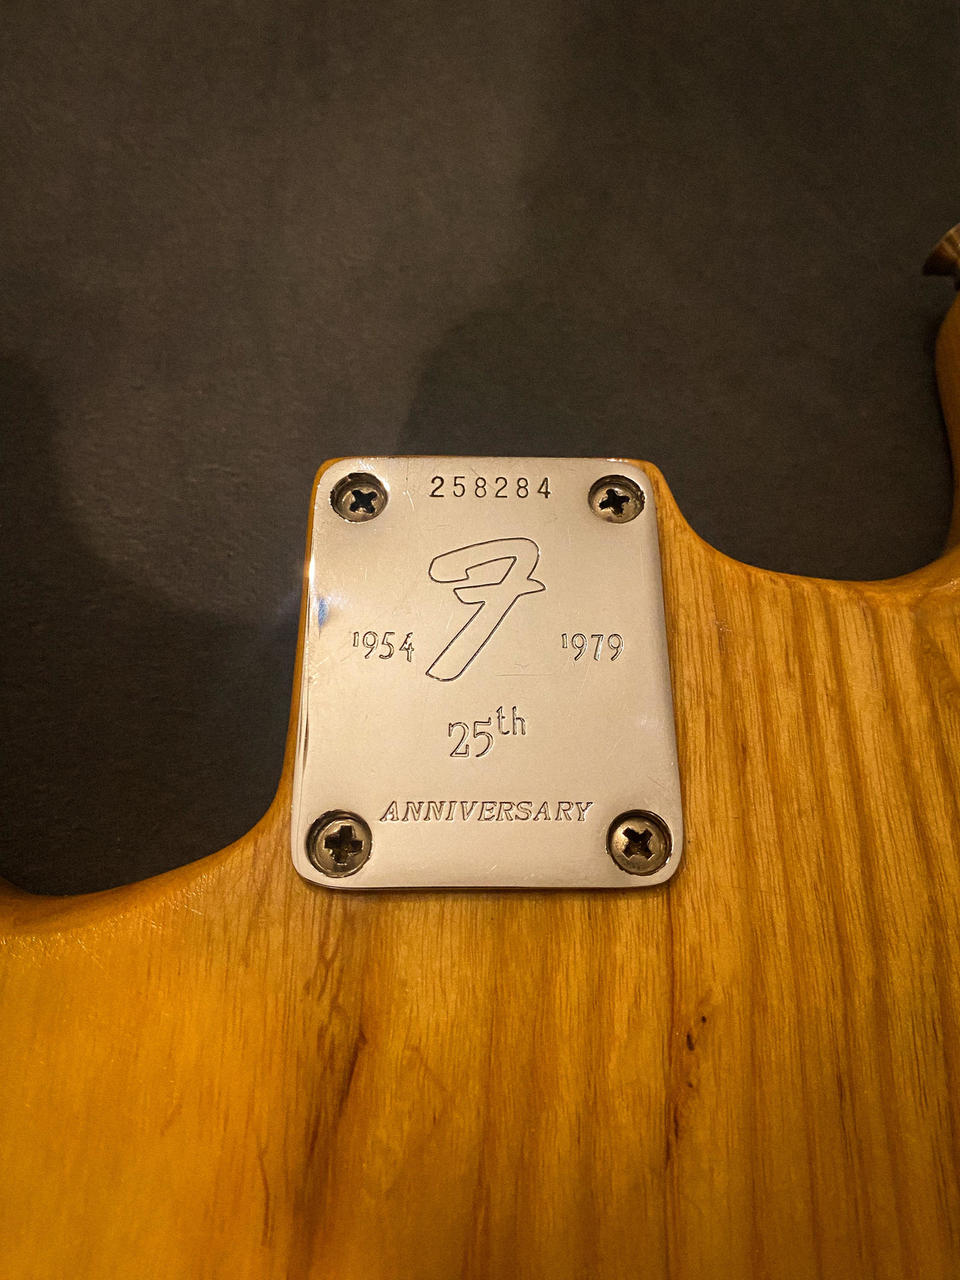 258284
F
1954 1979
25th
ANNIVERSARY